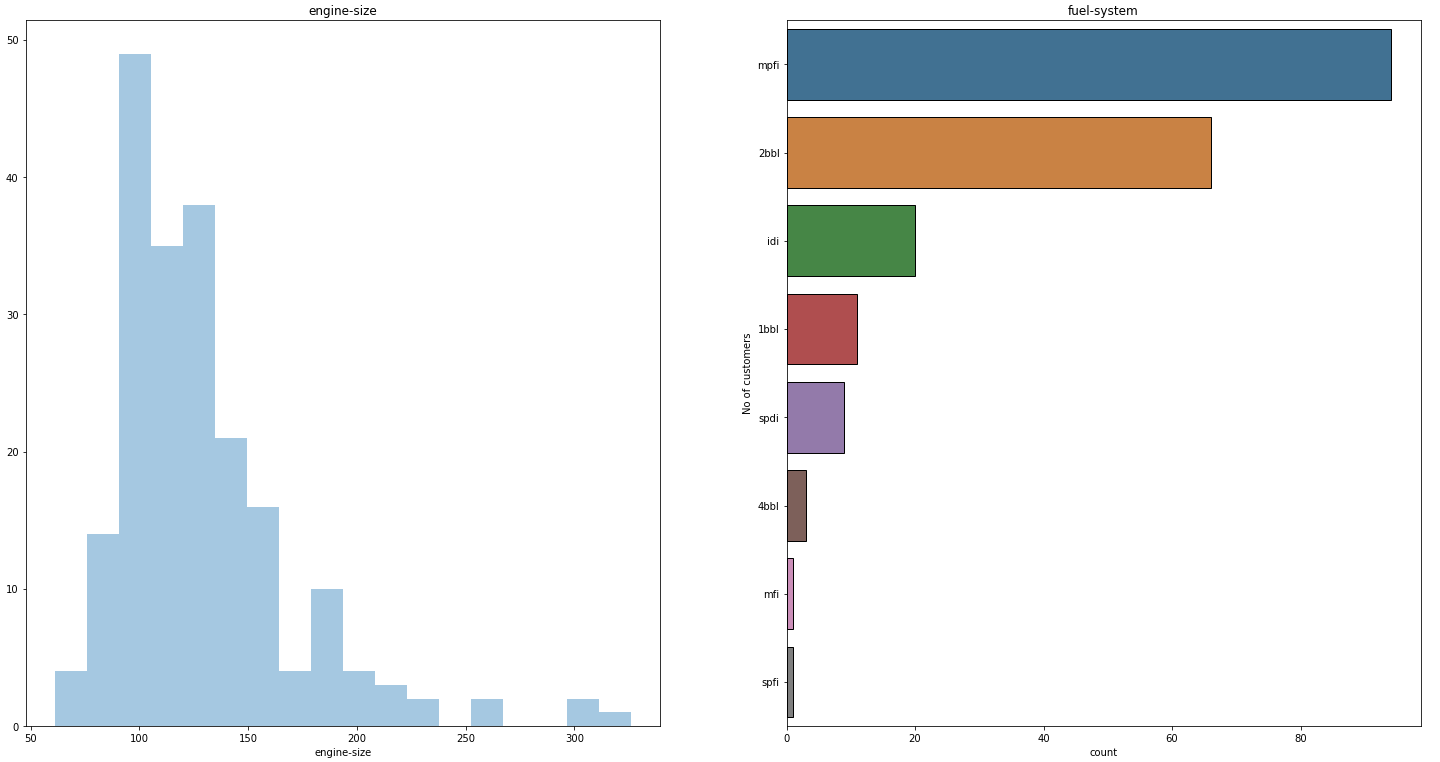 engine-size
50
40
30
20
10
0
50 100 150 200 250 300
engine-size
fuel-system
mpfi
2bbl
idi
1bbl
spdi
4bbl
mfi
spfi
No of customers
0 20 40 60 80
count